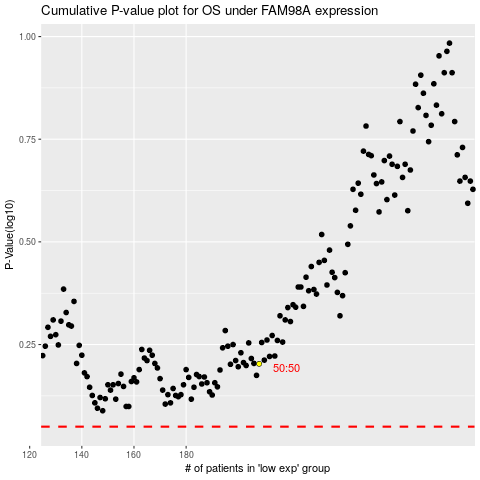 Cumulative P-value plot for OS under FAM98A expression
P-Value(log10)
1.00
0.75
0.50
0.25
50:50
120 140 160 180
# of patients in 'low exp' group